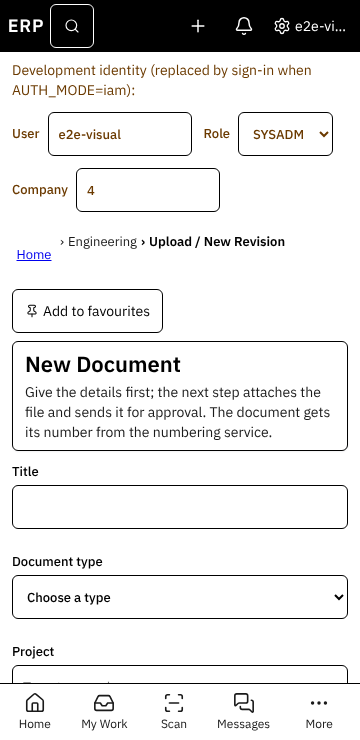 ERP
e2e-vi...
Development identity (replaced by sign-in when
AUTH_MODE=iam):
User
e2e-visual
Role
SYSADM
Company
4
Home
› Engineering › Upload / New Revision
Add to favourites
New Document
Give the details first; the next step attaches the
file and sends it for approval. The document gets
its number from the numbering service.
Title
Document type
Choose a type
Project
Home
My Work
Scan
Messages
More